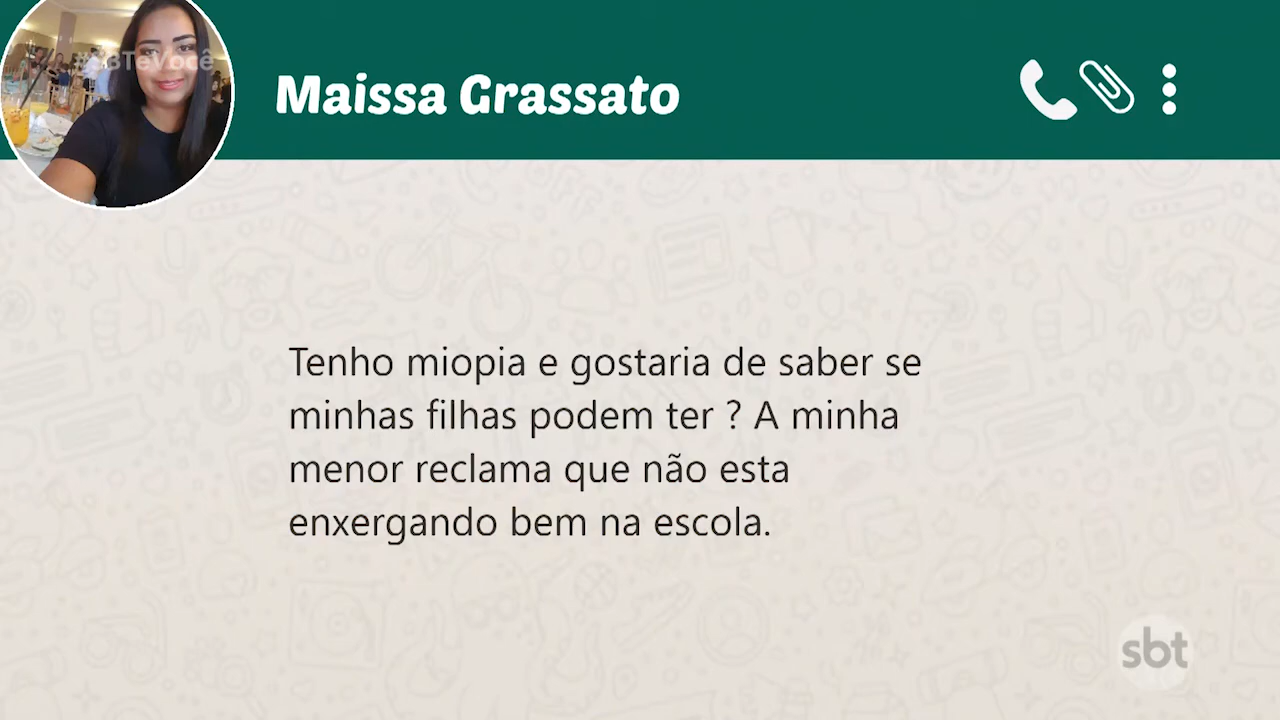 #SBTeVocê
Maissa Grassato
Tenho miopia e gostaria de saber se
minhas filhas podem ter ? A minha
menor reclama que não esta
enxergando bem na escola.
sbt